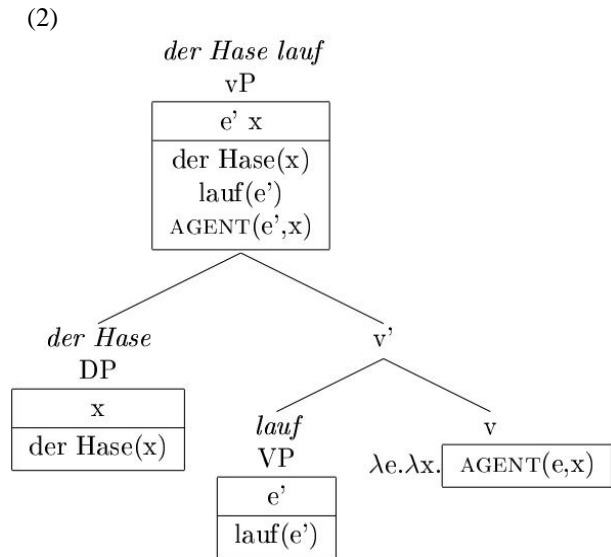 (2)
der Hase lauf
vP
e’ x
der Hase(x)
lauf(e’)
AGENT(e’,x)
der Hase
DP
x
der Hase(x)
v’
lauf
VP
e’
lauf(e’)
v
λe.λx. AGENT(e,x)